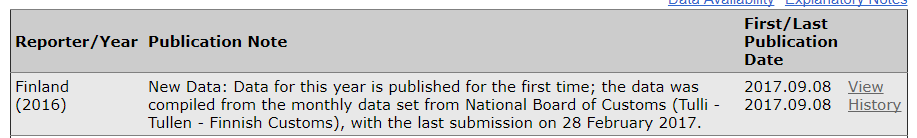 Data Availability Explanatory Notes
Reporter/Year Publication Note First/Last Publication Date
Finland (2016)
New Data: Data for this year is published for the first time; the data was
compiled from the monthly data set from National Board of Customs (Tulli -
Tullen - Finnish Customs), with the last submission on 28 February 2017.
2017.09.08 View
2017.09.08 History